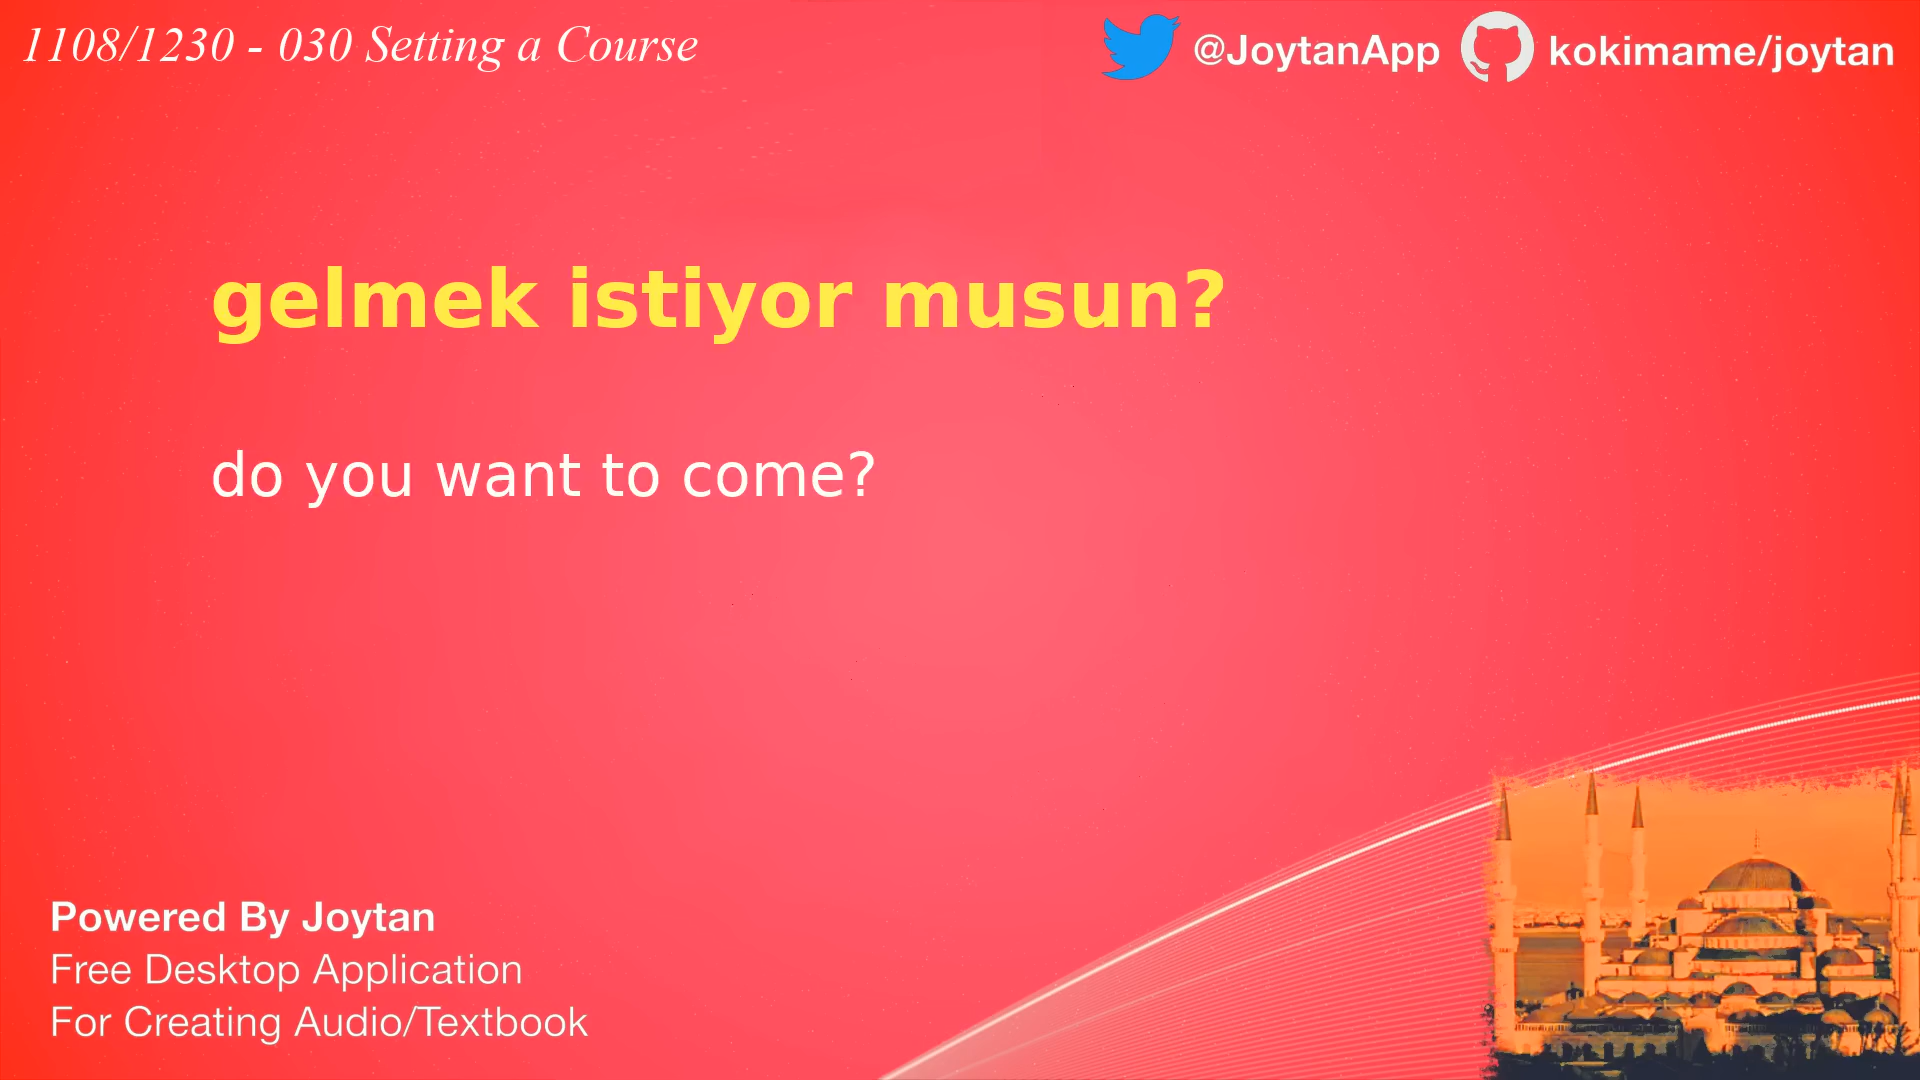 1108/1230 - 030 Setting a Course
@JoytanApp kokimame/joytan
gelmek istiyor musun?
do you want to come?
Powered By Joytan
Free Desktop Application
For Creating Audio/Textbook